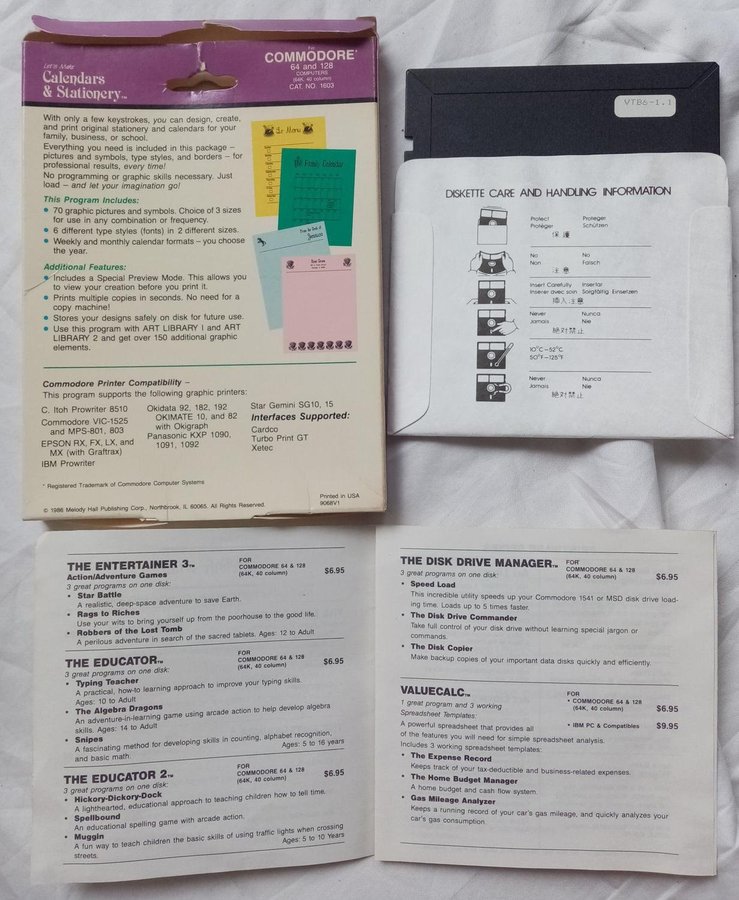 Let's Make
Calendars
& Stationery™
For
COMMODORE*
64 and 128
COMPUTERS
(64K, 40 column)
CAT. NO. 1603
With only a few keystrokes, you can design, create,
and print original stationery and calendars for your
family, business, or school.
Everything you need is included in this package –
pictures and symbols, type styles, and borders – for
professional results, every time!
No programming or graphic skills necessary. Just
load – and let your imagination go!
This Program Includes:
• 70 graphic pictures and symbols. Choice of 3 sizes
for use in any combination or frequency.
• 6 different type styles (fonts) in 2 different sizes.
• Weekly and monthly calendar formats – you choose
the year.
Additional Features:
• Includes a Special Preview Mode. This allows you
to view your creation before you print it.
• Prints multiple copies in seconds. No need for a
copy machine!
• Stores your designs safely on disk for future use.
• Use this program with ART LIBRARY I and ART
LIBRARY 2 and get over 150 additional graphic
elements.
Menu
The Family Calendar
Commodore Printer Compatibility –
This program supports the following graphic printers:
C. Itoh Prowriter 8510
Commodore VIC-1525
and MPS-801, 803
EPSON RX, FX, LX, and
MX (with Graftrax)
IBM Prowriter
Okidata 92, 182, 192
OKIMATE 10, and 82
with Okigraph
Panasonic KXP 1090,
1091, 1092
Star Gemini SG10, 15
Interfaces Supported:
Cardco
Turbo Print GT
Xetec
* Registered Trademark of Commodore Computer Systems
Printed in USA
9068V1
© 1986 Melody Hall Publishing Corp., Northbrook, IL 60065. All Rights Reserved.
VTB6-1.1
DISKETTE CARE AND HANDLING INFORMATION
Protect Proteger
Protéger Schützen
保護
No No
Non Falsch
注意
Insert Carefully Insertar
Inserer avec soin Sorgfältig Einsetzen
插入注意
Never Nunca
Jamais Nie
絶対禁止
10°C–52°C
50°F–125°F
Never Nunca
Jamais Nie
絶対禁止
THE ENTERTAINER 3™
FOR
COMMODORE 64 & 128
(64K, 40 column)
$6.95
Action/Adventure Games
3 great programs on one disk:
• Star Battle
A realistic, deep-space adventure to save Earth.
• Rags to Riches
Use your wits to bring yourself up from the poorhouse to the good life.
• Robbers of the Lost Tomb
A perilous adventure in search of the sacred tablets. Ages: 12 to Adult
THE EDUCATOR™
FOR
COMMODORE 64 & 128
(64K, 40 column)
$6.95
3 great programs on one disk:
• Typing Teacher
A practical, how-to learning approach to improve your typing skills.
Ages: 10 to Adult
• The Algebra Dragons
An adventure-in-learning game using arcade action to help develop algebra
skills. Ages: 14 to Adult
• Snipes
A fascinating method for developing skills in counting, alphabet recognition,
and basic math. Ages: 5 to 16 years
THE EDUCATOR 2™
FOR
COMMODORE 64 & 128
(64K, 40 column)
$6.95
3 great programs on one disk:
• Hickory-Dickory-Dock
A lighthearted, educational approach to teaching children how to tell time.
• Spellbound
An educational spelling game with arcade action.
• Muggin
A fun way to teach children the basic skills of using traffic lights when crossing
streets. Ages: 5 to 10 Years
THE DISK DRIVE MANAGER™
FOR
COMMODORE 64 & 128
(64K, 40 column)
$6.95
3 great programs on one disk:
• Speed Load
This incredible utility speeds up your Commodore 1541 or MSD disk drive load-
ing time. Loads up to 5 times faster.
• The Disk Drive Commander
Take full control of your disk drive without learning special jargon or
commands.
• The Disk Copier
Make backup copies of your important data disks quickly and efficiently.
VALUECALC™
FOR
• COMMODORE 64 & 128
(64K, 40 column)
$6.95
• IBM PC & Compatibles $9.95
1 great program and 3 working
Spreadsheet Templates:
A powerful spreadsheet that provides all
of the features you will need for simple spreadsheet analysis.
Includes 3 working spreadsheet templates:
• The Expense Record
Keeps track of your tax-deductible and business-related expenses.
• The Home Budget Manager
A home budget and cash flow system.
• Gas Mileage Analyzer
Keeps a running record of your car's gas mileage, and quickly analyzes your
car's gas consumption.